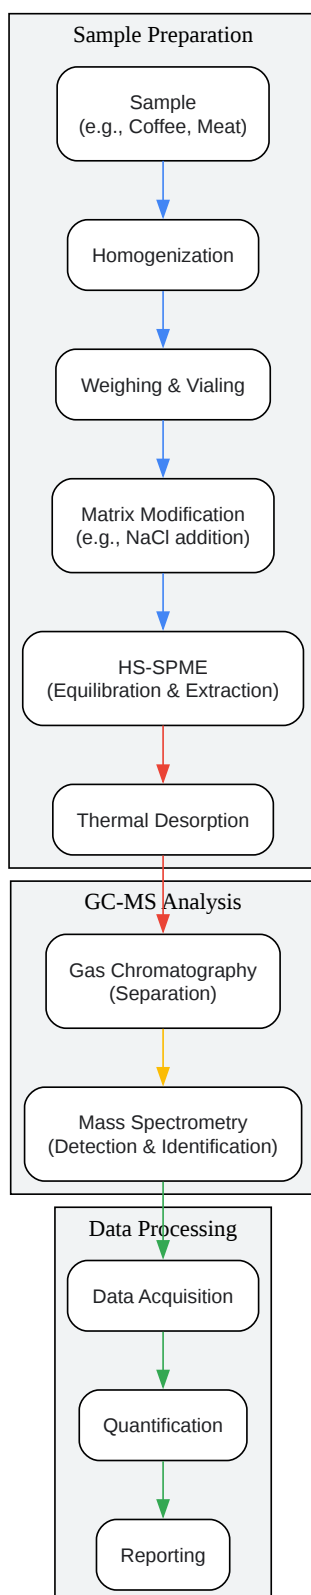 Sample Preparation
Sample
(e.g., Coffee, Meat)
Homogenization
Weighing & Vialing
Matrix Modification
(e.g., NaCl addition)
HS-SPME
(Equilibration & Extraction)
Thermal Desorption
GC-MS Analysis
Gas Chromatography
(Separation)
Mass Spectrometry
(Detection & Identification)
Data Processing
Data Acquisition
Quantification
Reporting